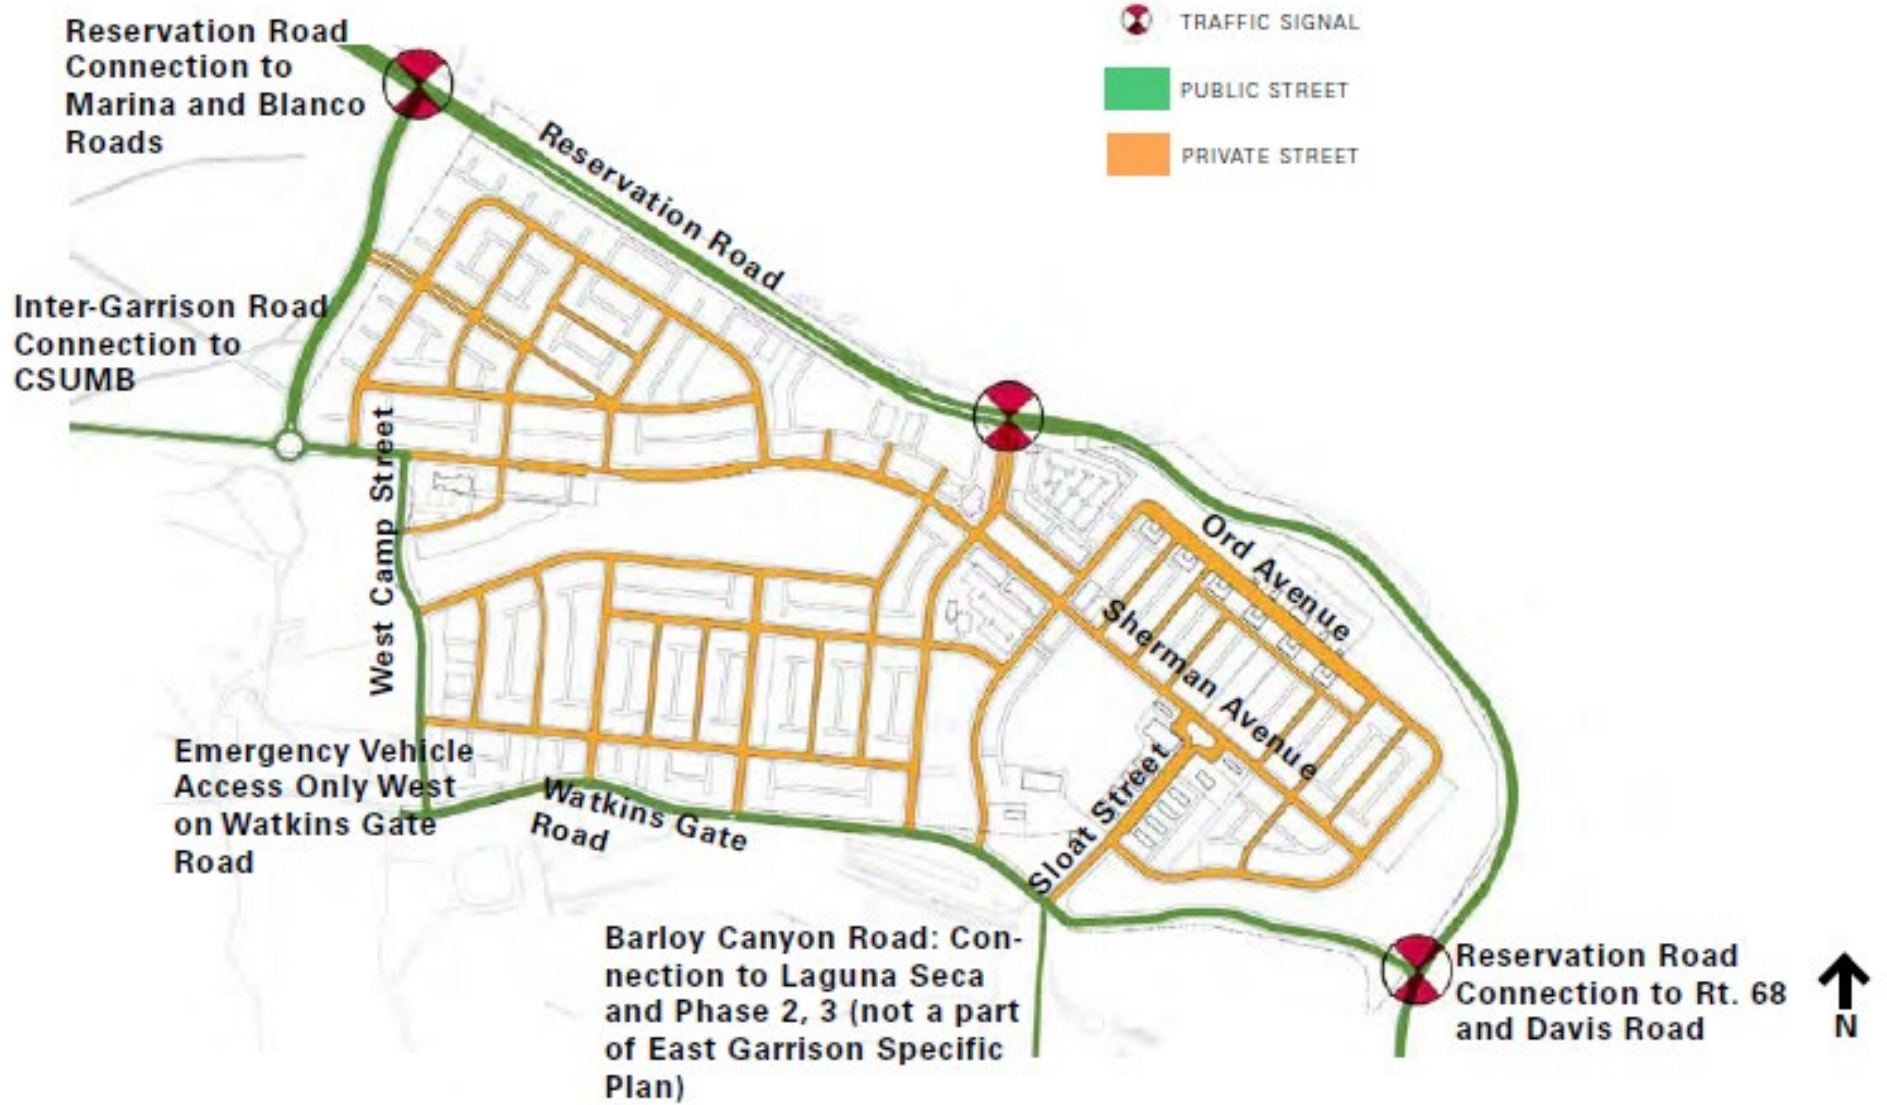 Reservation Road
Connection to
Marina and Blanco
Roads
TRAFFIC SIGNAL
PUBLIC STREET
PRIVATE STREET
Reservation Road
Inter-Garrison Road
Connection to
CSUMB
West Camp Street
Ord Avenue
Sherman Avenue
Sloat Street
Emergency Vehicle
Access Only West
on Watkins Gate
Road
Watkins Gate
Road
Barloy Canyon Road: Con-
nection to Laguna Seca
and Phase 2, 3 (not a part
of East Garrison Specific
Plan)
Reservation Road
Connection to Rt. 68
and Davis Road
N